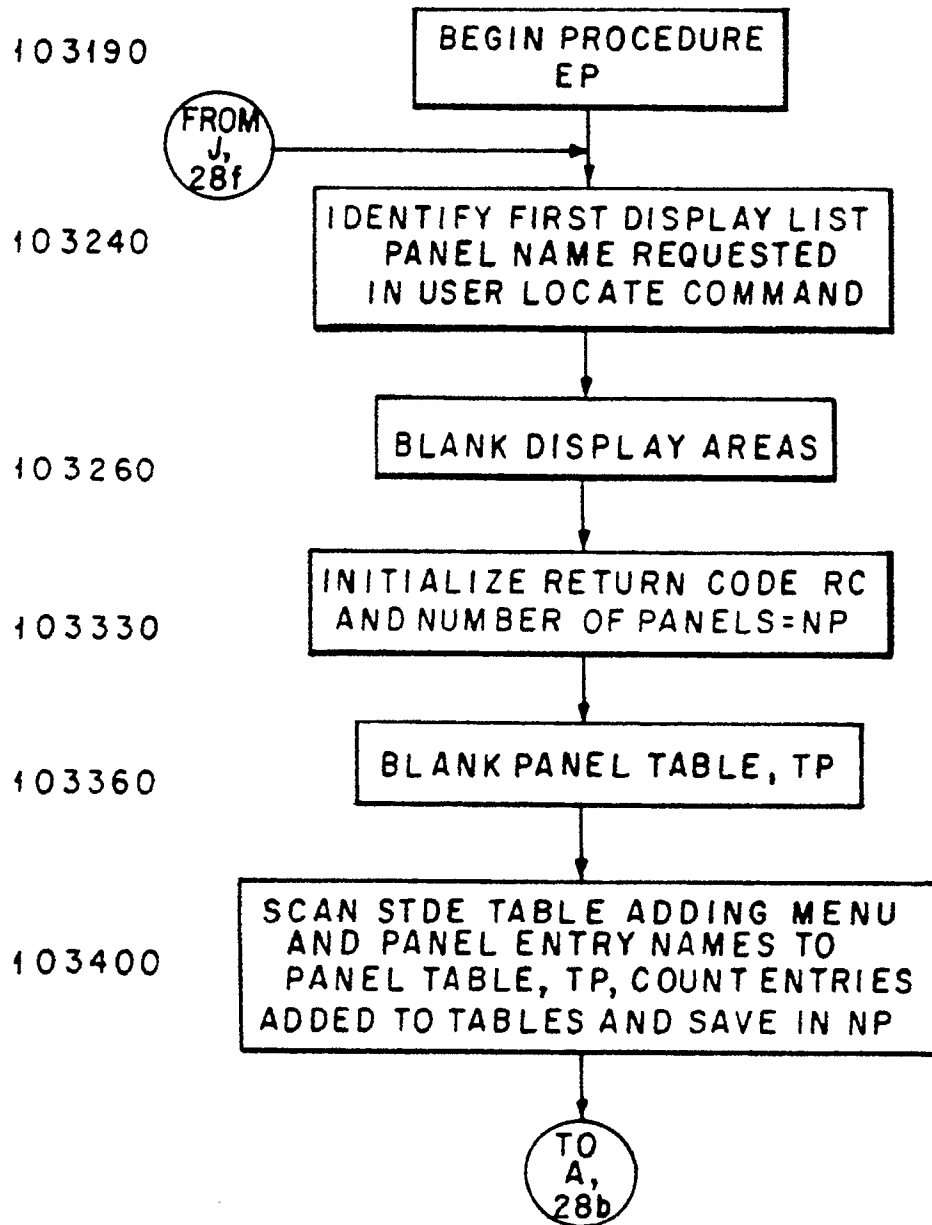 103190
BEGIN PROCEDURE
EP
FROM
J,
28f
103240
IDENTIFY FIRST DISPLAY LIST
PANEL NAME REQUESTED
IN USER LOCATE COMMAND
103260
BLANK DISPLAY AREAS
103330
INITIALIZE RETURN CODE RC
AND NUMBER OF PANELS=NP
103360
BLANK PANEL TABLE, TP
103400
SCAN STDE TABLE ADDING MENU
AND PANEL ENTRY NAMES TO
PANEL TABLE, TP, COUNT ENTRIES
ADDED TO TABLES AND SAVE IN NP
TO
A,
28b